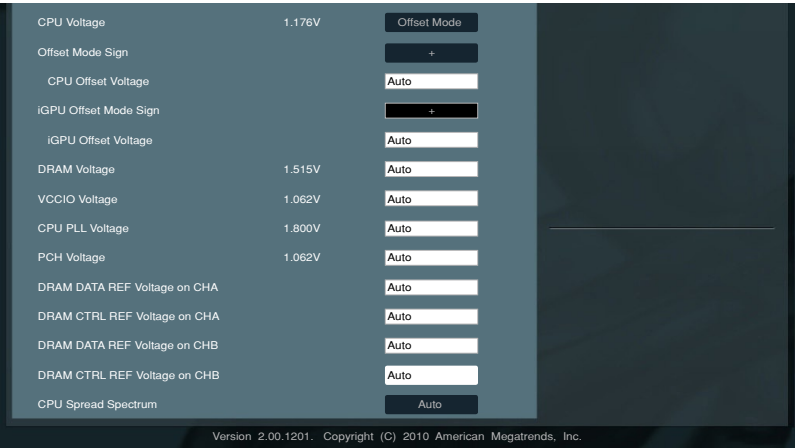 CPU Voltage 1.176V Offset Mode
Offset Mode Sign +
CPU Offset Voltage Auto
iGPU Offset Mode Sign +
iGPU Offset Voltage Auto
DRAM Voltage 1.515V Auto
VCCIO Voltage 1.062V Auto
CPU PLL Voltage 1.800V Auto
PCH Voltage 1.062V Auto
DRAM DATA REF Voltage on CHA Auto
DRAM CTRL REF Voltage on CHA Auto
DRAM DATA REF Voltage on CHB Auto
DRAM CTRL REF Voltage on CHB Auto
CPU Spread Spectrum Auto
Version 2.00.1201. Copyright (C) 2010 American Megatrends, Inc.